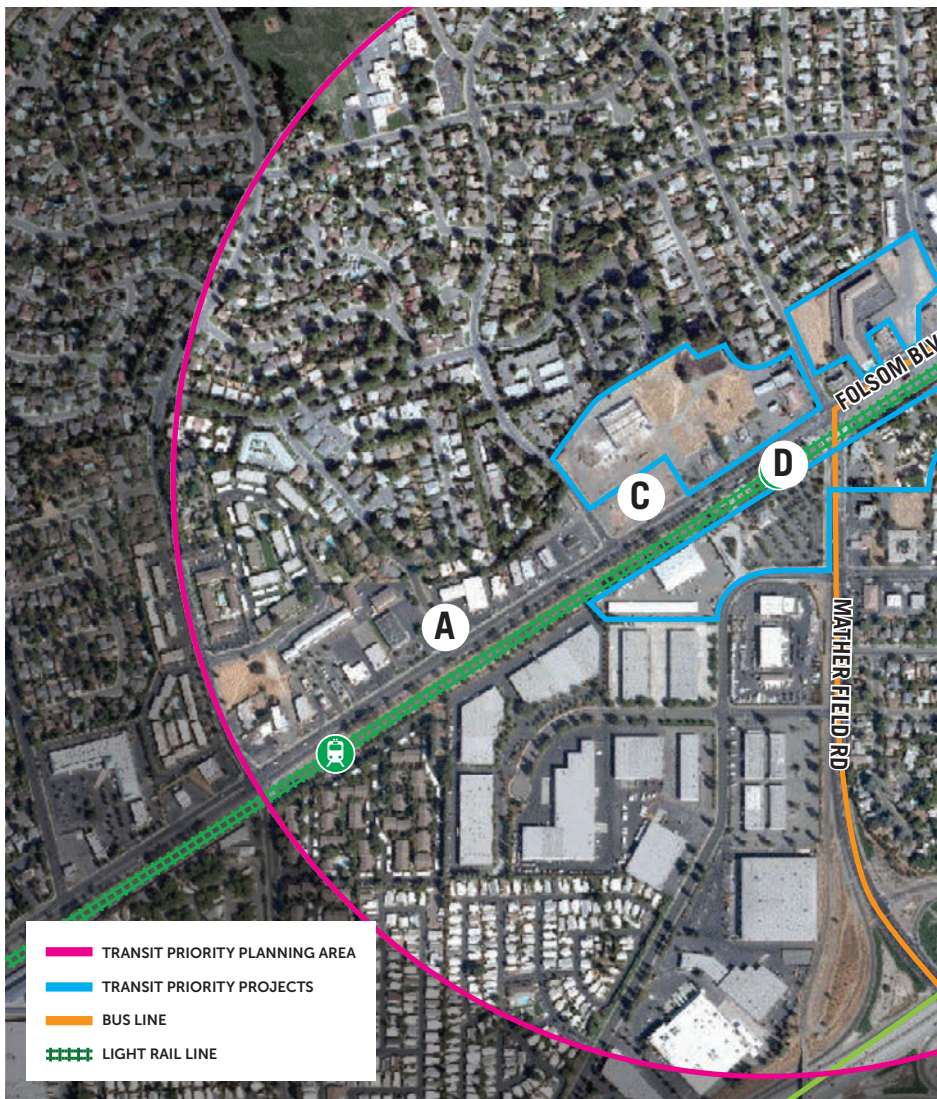 FOLSOM BLV
D
C
A
MATHER FIELD RD
TRANSIT PRIORITY PLANNING AREA
TRANSIT PRIORITY PROJECTS
BUS LINE
LIGHT RAIL LINE